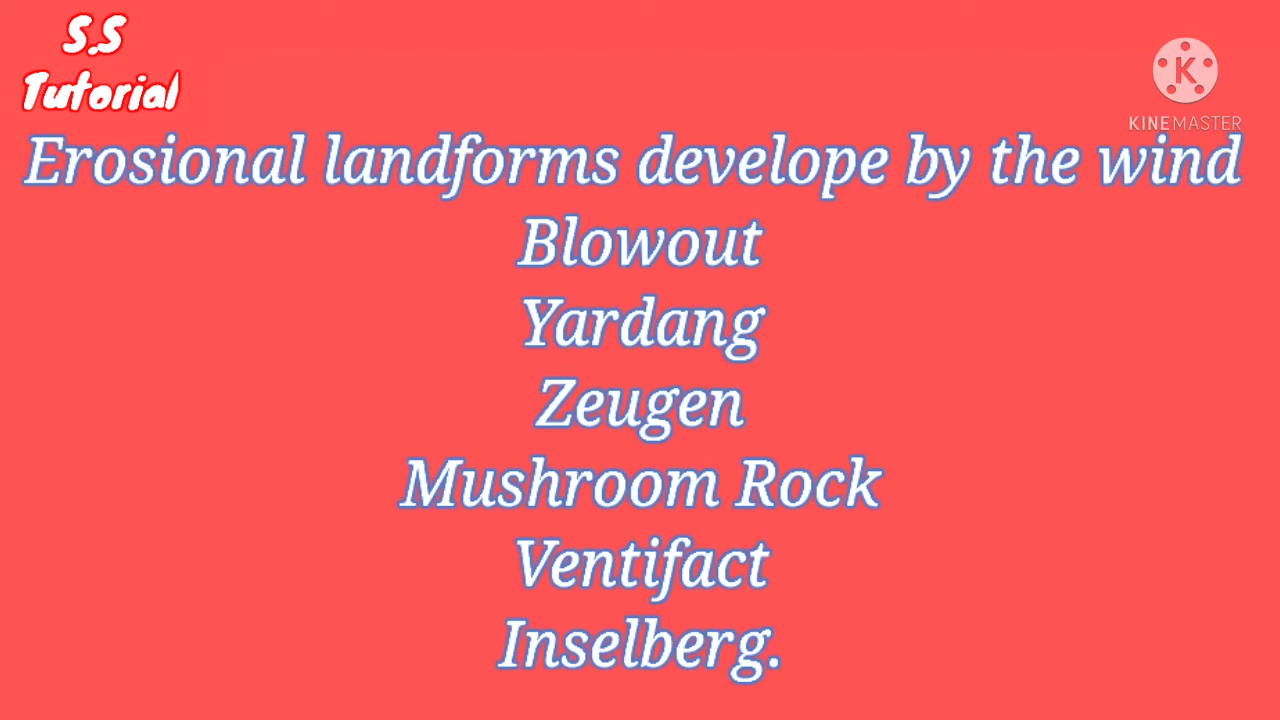 S.S
Tutorial
KINEMASTER
Erosional landforms develope by the wind
Blowout
Yardang
Zeugen
Mushroom Rock
Ventifact
Inselberg.